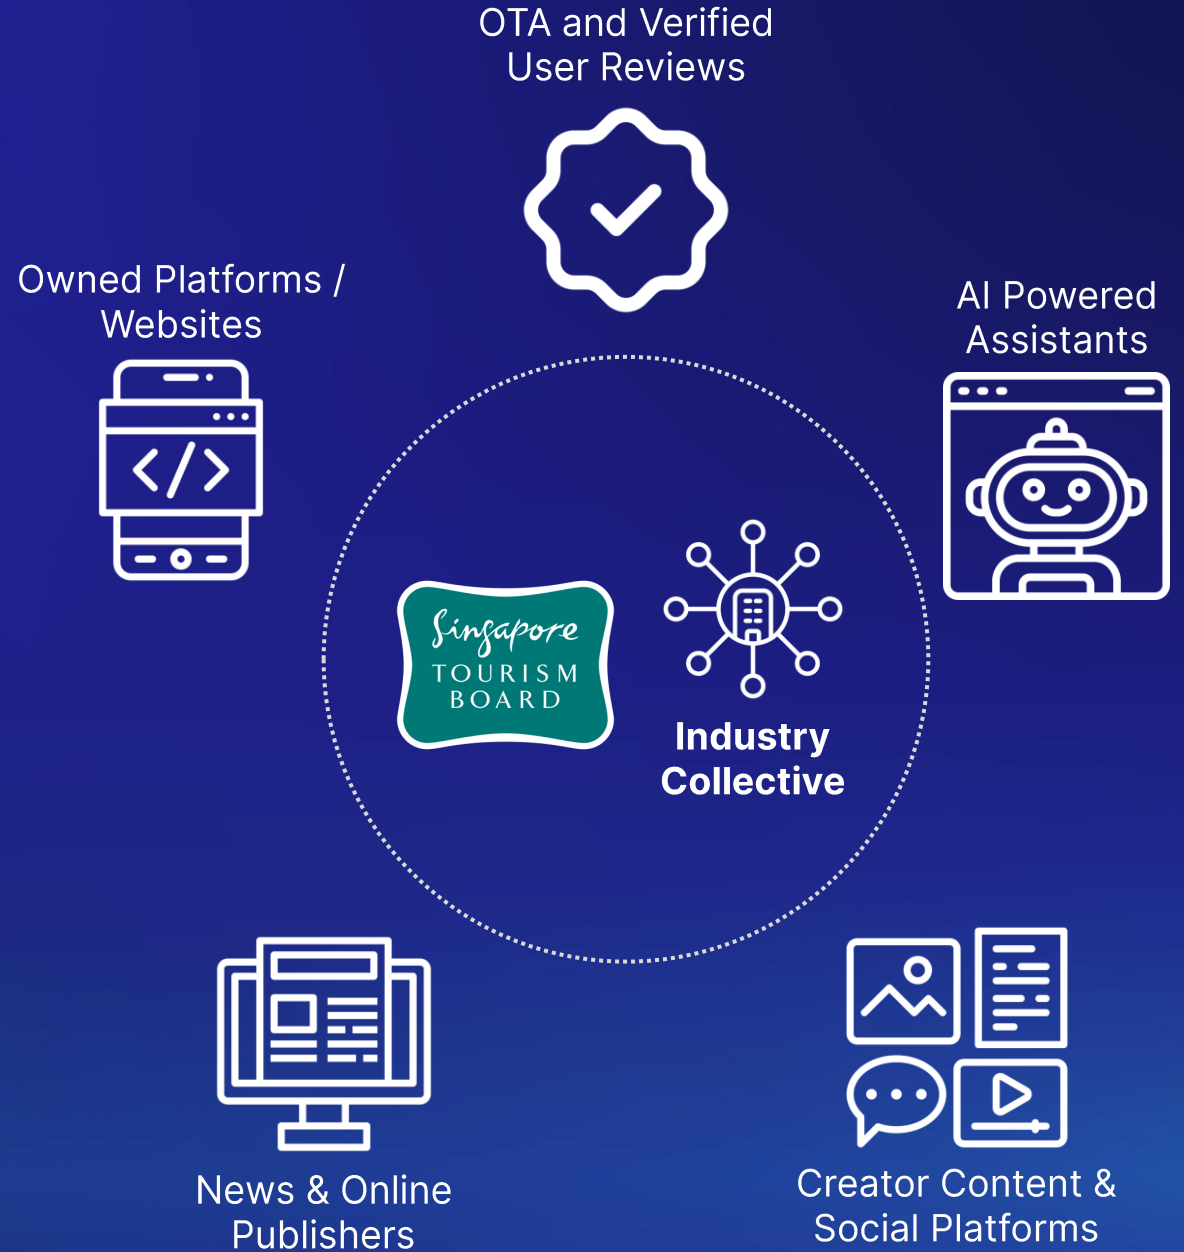 OTA and Verified
User Reviews
Owned Platforms /
Websites
AI Powered
Assistants
</>
Singapore
TOURISM
BOARD
Industry
Collective
News & Online
Publishers
Creator Content &
Social Platforms